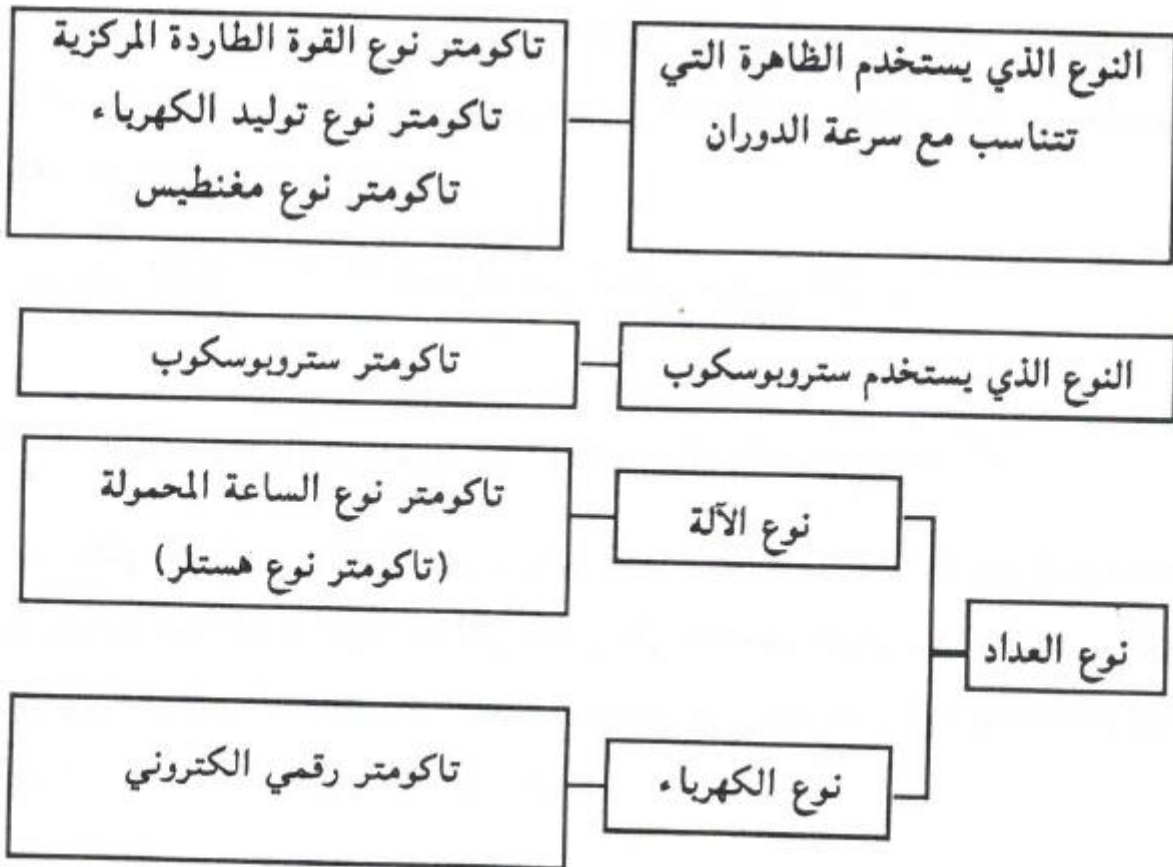 النوع الذي يستخدم الظاهرة التي
تتناسب مع سرعة الدوران
تاكومتر نوع القوة الطاردة المركزية
تاكومتر نوع توليد الكهرباء
تاكومتر نوع مغنطيس
النوع الذي يستخدم ستروبوسكوب
تاكومتر ستروبوسكوب
نوع العداد
نوع الآلة
تاكومتر نوع الساعة المحمولة
(تاكومتر نوع هستلر)
نوع الكهرباء
تاكومتر رقمي الكتروني